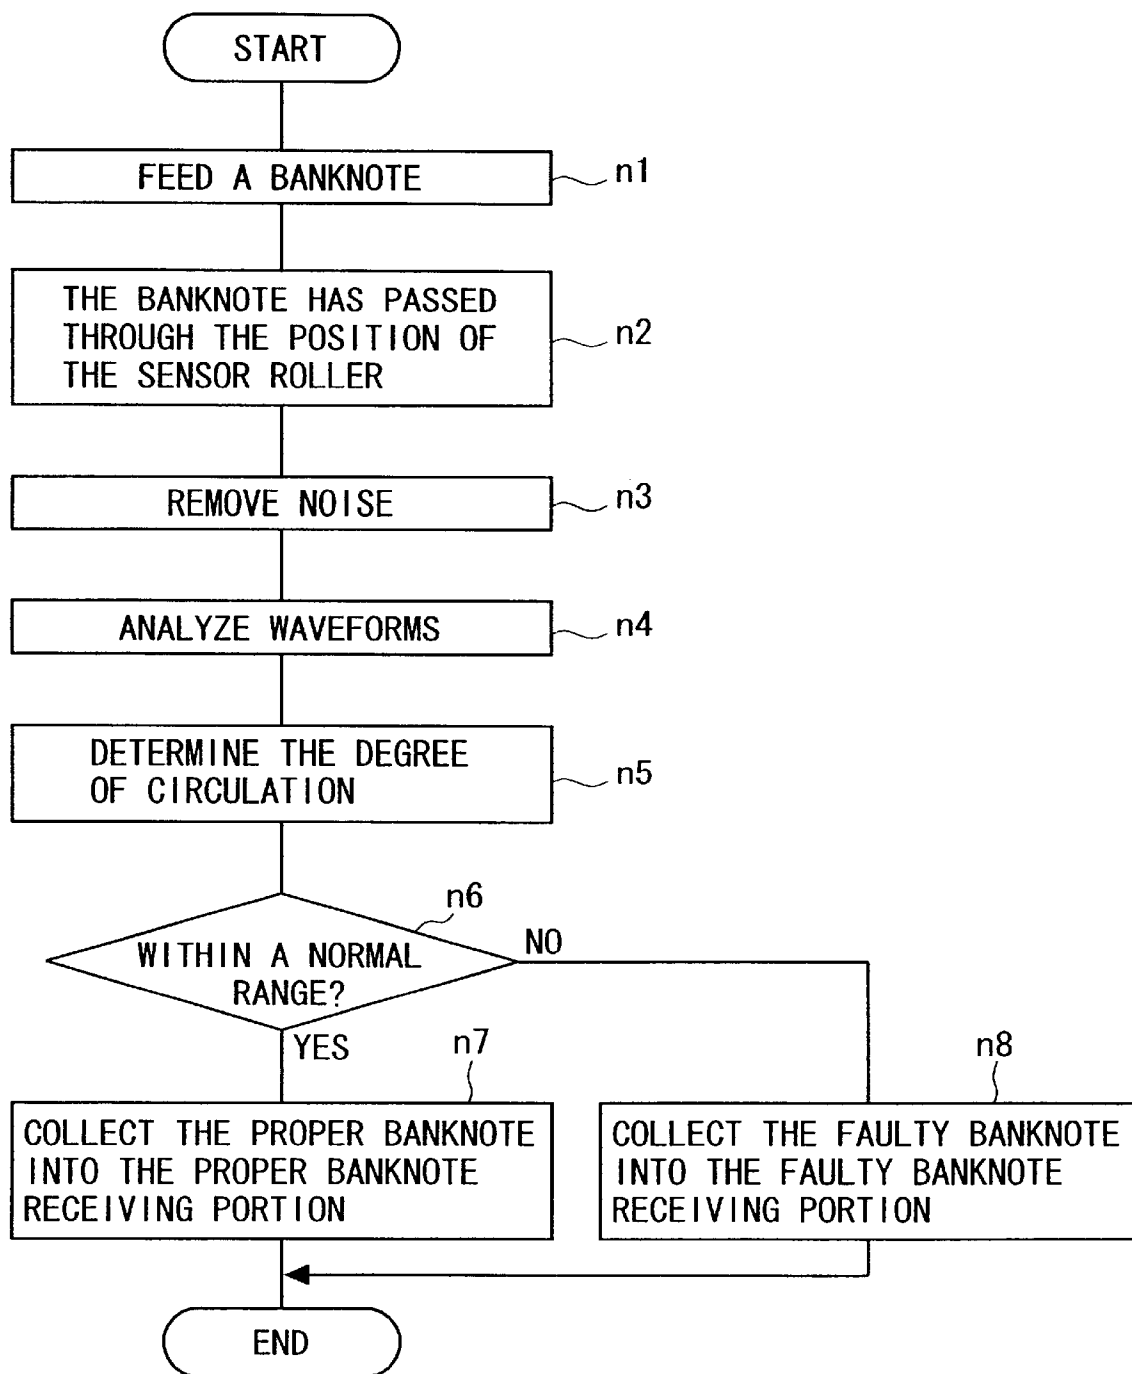 START
FEED A BANKNOTE
n1
THE BANKNOTE HAS PASSED
THROUGH THE POSITION OF
THE SENSOR ROLLER
n2
REMOVE NOISE
n3
ANALYZE WAVEFORMS
n4
DETERMINE THE DEGREE
OF CIRCULATION
n5
n6
WITHIN A NORMAL
RANGE?
NO
YES
n7
COLLECT THE PROPER BANKNOTE
INTO THE PROPER BANKNOTE
RECEIVING PORTION
n8
COLLECT THE FAULTY BANKNOTE
INTO THE FAULTY BANKNOTE
RECEIVING PORTION
END